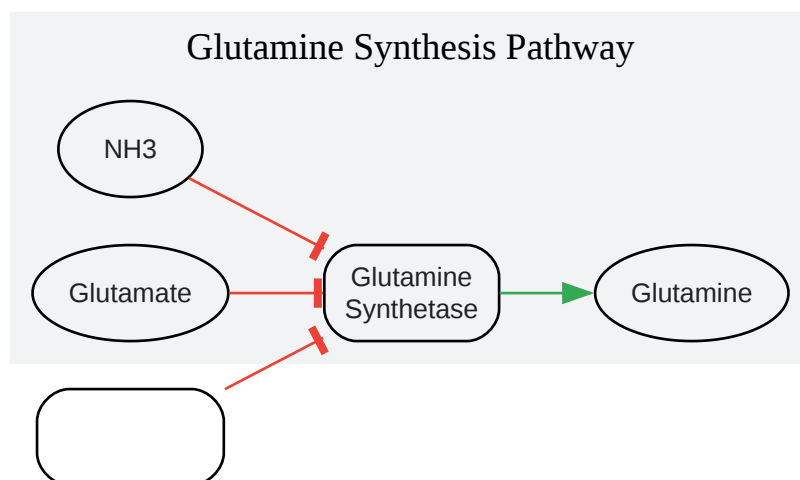 Glutamine Synthesis Pathway
NH3
Glutamate
Glutamine
Synthetase
Glutamine